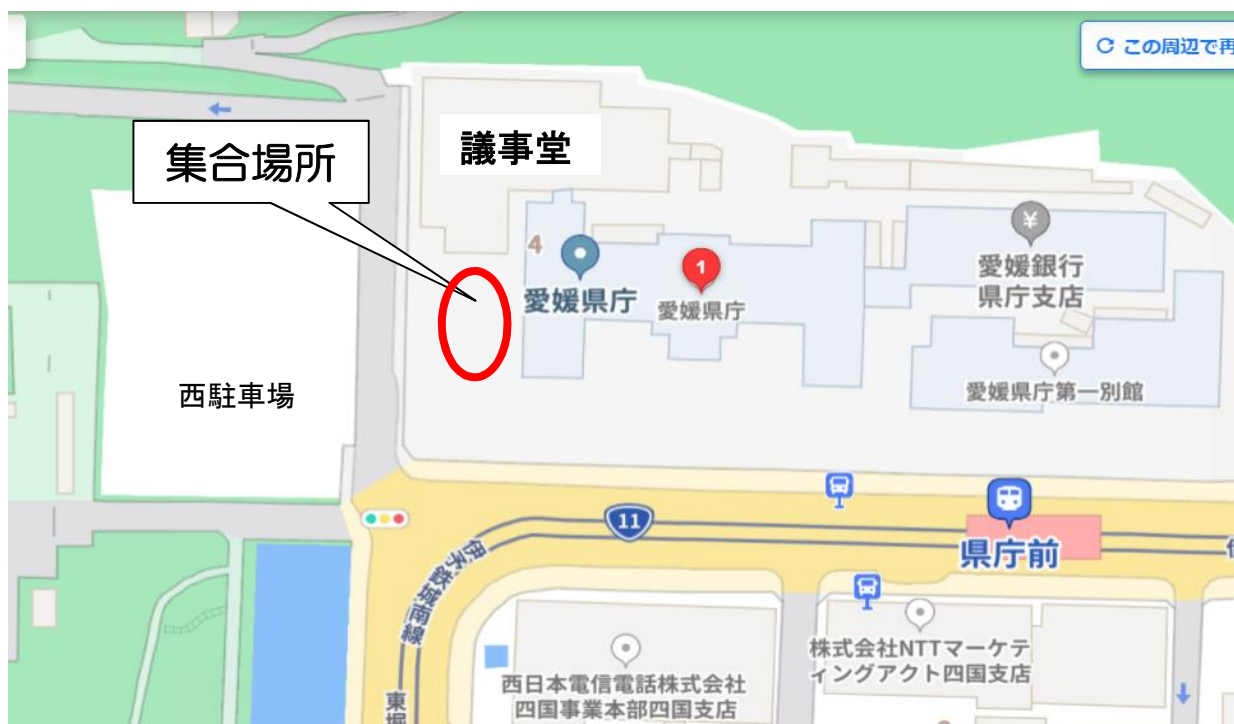 この周辺で再
集合場所
議事堂
4
愛媛県庁
1
愛媛県庁
¥
愛媛銀行
県庁支店
愛媛県庁第一別館
西駐車場
11
県庁前
伊予鉄城南線
東堀
株式会社NTTマーケテ
ィングアクト四国支店
西日本電信電話株式会社
四国事業本部四国支店